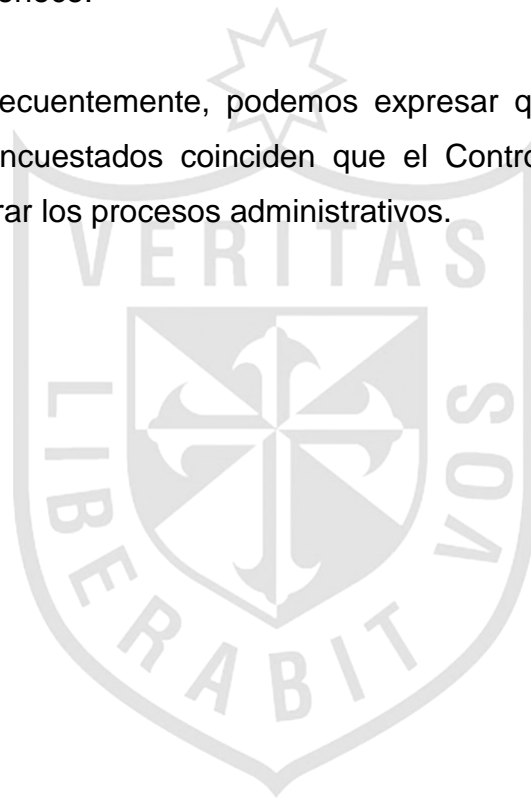 ecuentemente, podemos expresar q
ncuestados coinciden que el Contro
rar los procesos administrativos.
VERITAS
LIBERABIT VOS